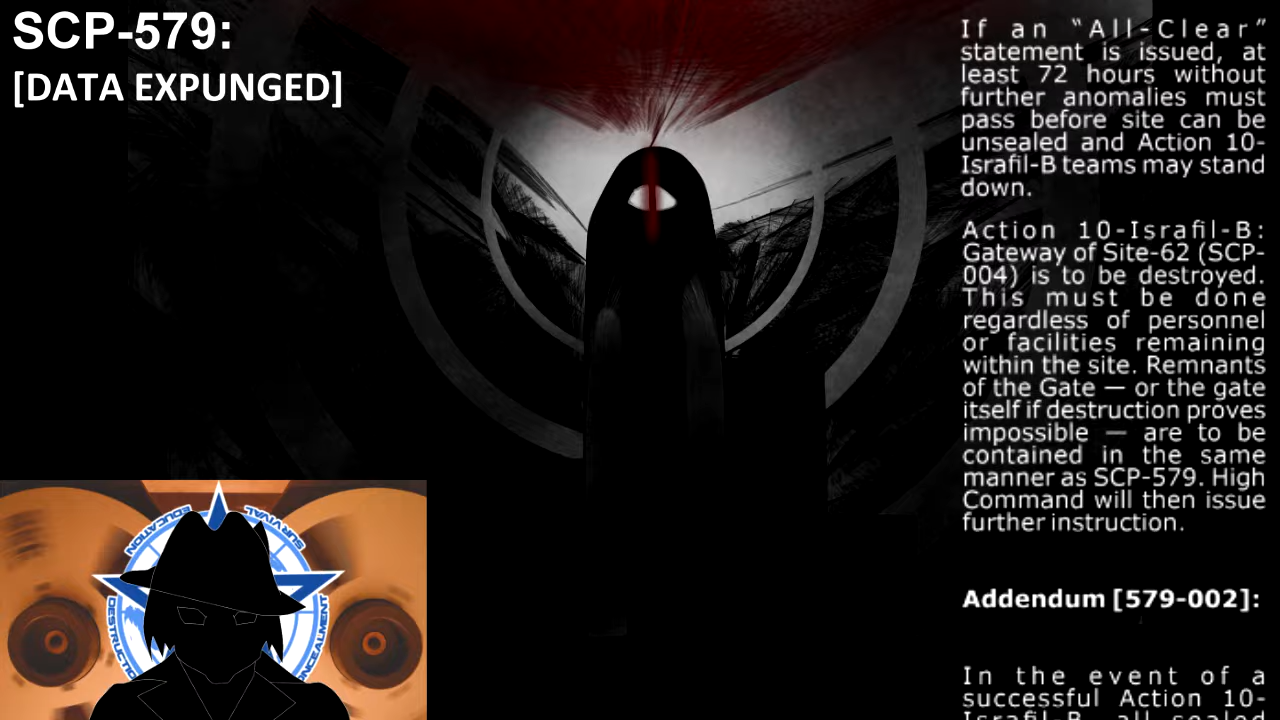 SCP-579:
[DATA EXPUNGED]
If an “All-Clear”
statement is issued, at
least 72 hours without
further anomalies must
pass before site can be
unsealed and Action 10-
Israfil-B teams may stand
down.
Action 10-Israfil-B:
Gateway of Site-62 (SCP-
004) is to be destroyed.
This must be done
regardless of personnel
or facilities remaining
within the site. Remnants
of the Gate — or the gate
itself if destruction proves
impossible — are to be
contained in the same
manner as SCP-579. High
Command will then issue
further instruction.
Addendum [579-002]:
In the event of a
successful Action 10-
Israfil-B, all sealed
EDUCATION
SURVIVAL